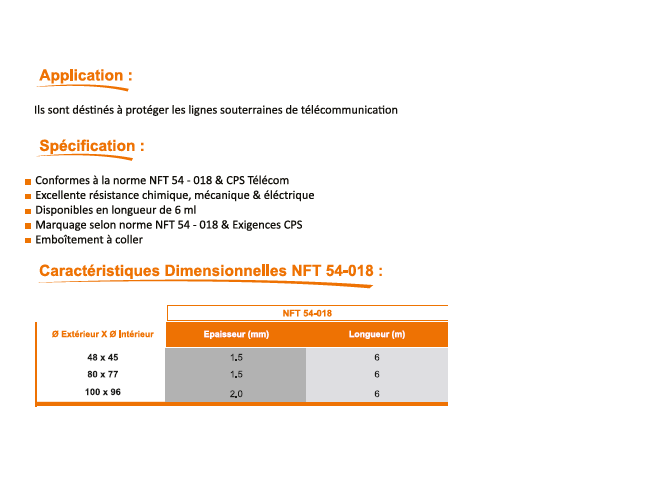 Application :
Ils sont déstinés à protéger les lignes souterraines de télécommunication
Spécification :
Conformes à la norme NFT 54 - 018 & CPS Télécom
Excellente résistance chimique, mécanique & éléctrique
Disponibles en longueur de 6 ml
Marquage selon norme NFT 54 - 018 & Exigences CPS
Emboîtement à coller
Caractéristiques Dimensionnelles NFT 54-018 :
NFT 54-018
Ø Extérieur X Ø Intérieur Epaisseur (mm) Longueur (m)
48 x 45 1.5 6
80 x 77 1.5 6
100 x 96 2.0 6